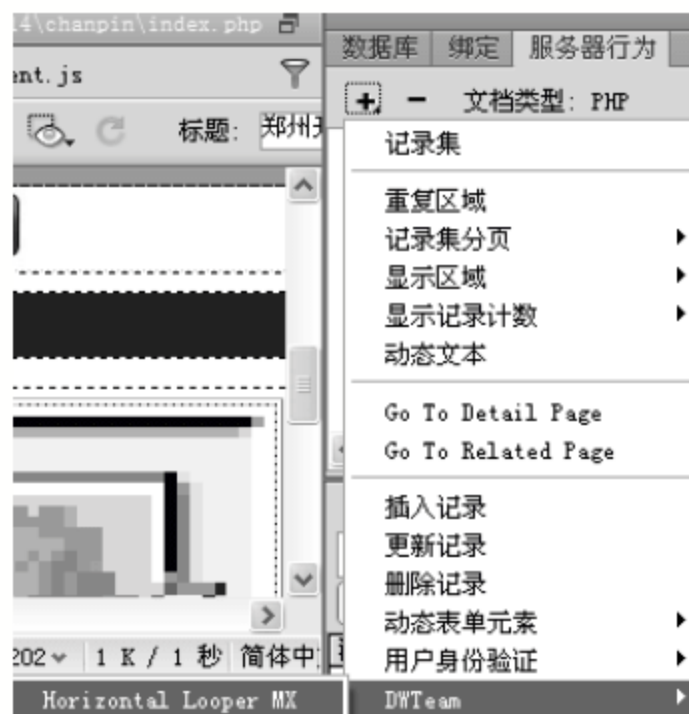 4\chanpin\index.php
ent.js
标题: 郑州
202 1 K / 1 秒 简体中
数据库 绑定 服务器行为
+ - 文档类型: PHP
记录集
重复区域
记录集分页
显示区域
显示记录计数
动态文本
Go To Detail Page
Go To Related Page
插入记录
更新记录
删除记录
动态表单元素
用户身份验证
DWTeam
Horizontal Looper MX